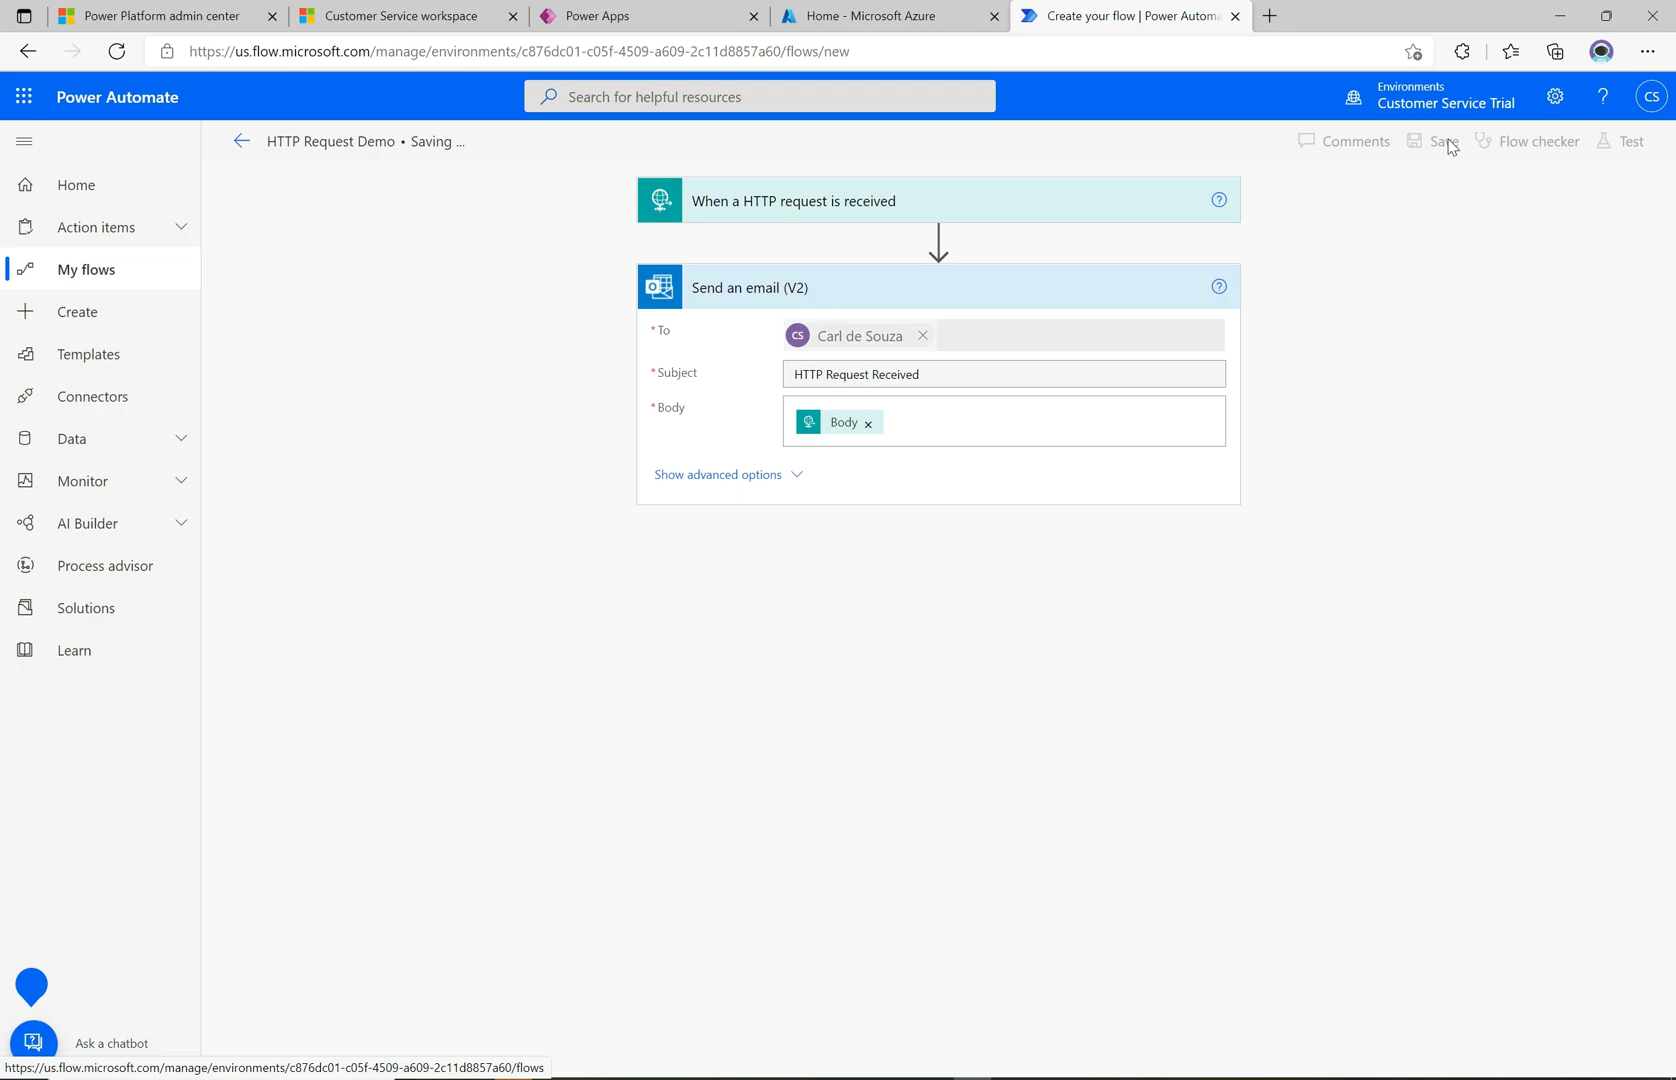 Power Platform admin center
Customer Service workspace
Power Apps
Home - Microsoft Azure
Create your flow | Power Automa
https://us.flow.microsoft.com/manage/environments/c876dc01-c05f-4509-a609-2c11d8857a60/flows/new
Power Automate
Search for helpful resources
Environments
Customer Service Trial
CS
HTTP Request Demo • Saving ...
Comments
Save
Flow checker
Test
Home
Action items
My flows
Create
Templates
Connectors
Data
Monitor
AI Builder
Process advisor
Solutions
Learn
When a HTTP request is received
Send an email (V2)
* To
CS Carl de Souza
* Subject
HTTP Request Received
* Body
Body
Show advanced options
Ask a chatbot
https://us.flow.microsoft.com/manage/environments/c876dc01-c05f-4509-a609-2c11d8857a60/flows